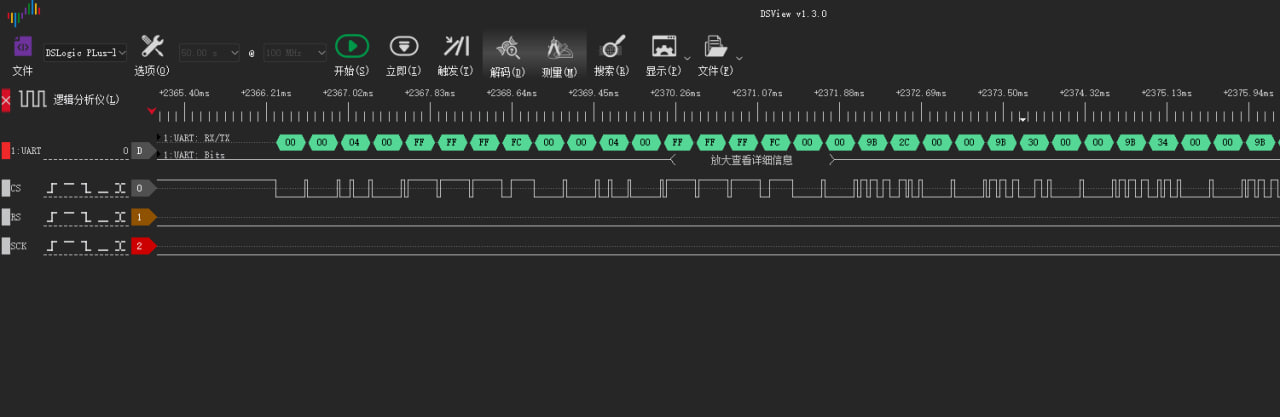 DSView v1.3.0
DSLogic PLus-l 50.00 s @ 100 MHz
文件 选项(O) 开始(S) 立即(I) 触发(T) 解码(D) 测量(M) 搜索(R) 显示(P) 文件(F)
逻辑分析仪(L) +2365.40ms +2366.21ms +2367.02ms +2367.83ms +2368.64ms +2369.45ms +2370.26ms +2371.07ms +2371.88ms +2372.69ms +2373.50ms +2374.32ms +2375.13ms +2375.94ms
1:UART: RX/TX 00 00 04 00 FF FF FF FC 00 00 04 00 FF FF FF FC 00 00 9B 2C 00 00 9B 30 00 00 9B 34 00 00 9B
1:UART 0 D
1:UART: Bits 放大查看详细信息
CS 0
RS 1
SCK 2